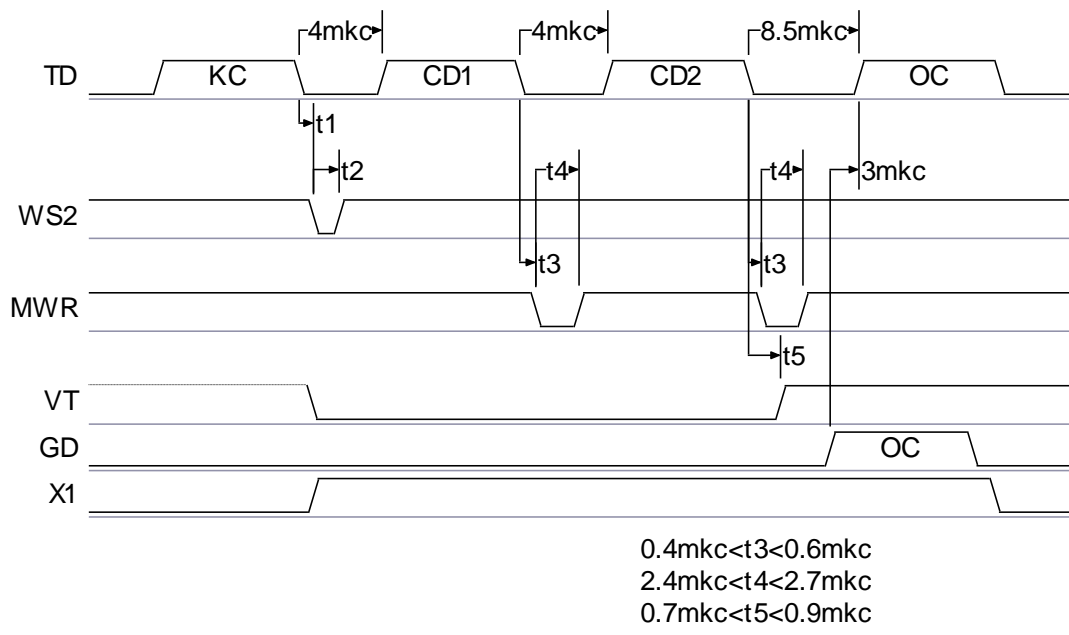 4mkc 4mkc 8.5mkc
TD KC CD1 CD2 OC
t1
t2 t4 t4 3mkc
WS2
t3 t3
MWR
t5
VT
GD OC
X1
0.4mkc<t3<0.6mkc
2.4mkc<t4<2.7mkc
0.7mkc<t5<0.9mkc